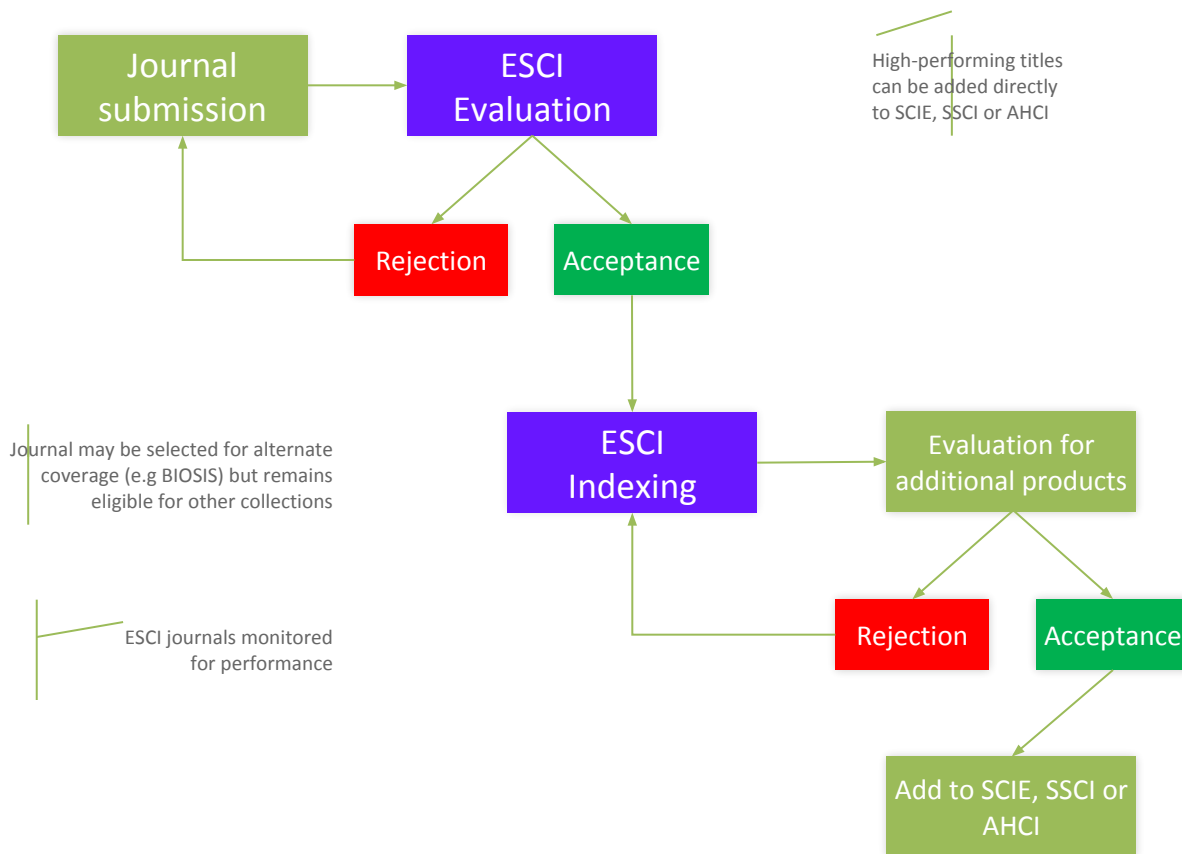 Journal
submission
ESCI
Evaluation
High-performing titles
can be added directly
to SCIE, SSCI or AHCI
Rejection
Acceptance
Journal may be selected for alternate
coverage (e.g BIOSIS) but remains
eligible for other collections
ESCI
Indexing
Evaluation for
additional products
ESCI journals monitored
for performance
Rejection
Acceptance
Add to SCIE, SSCI or
AHCI